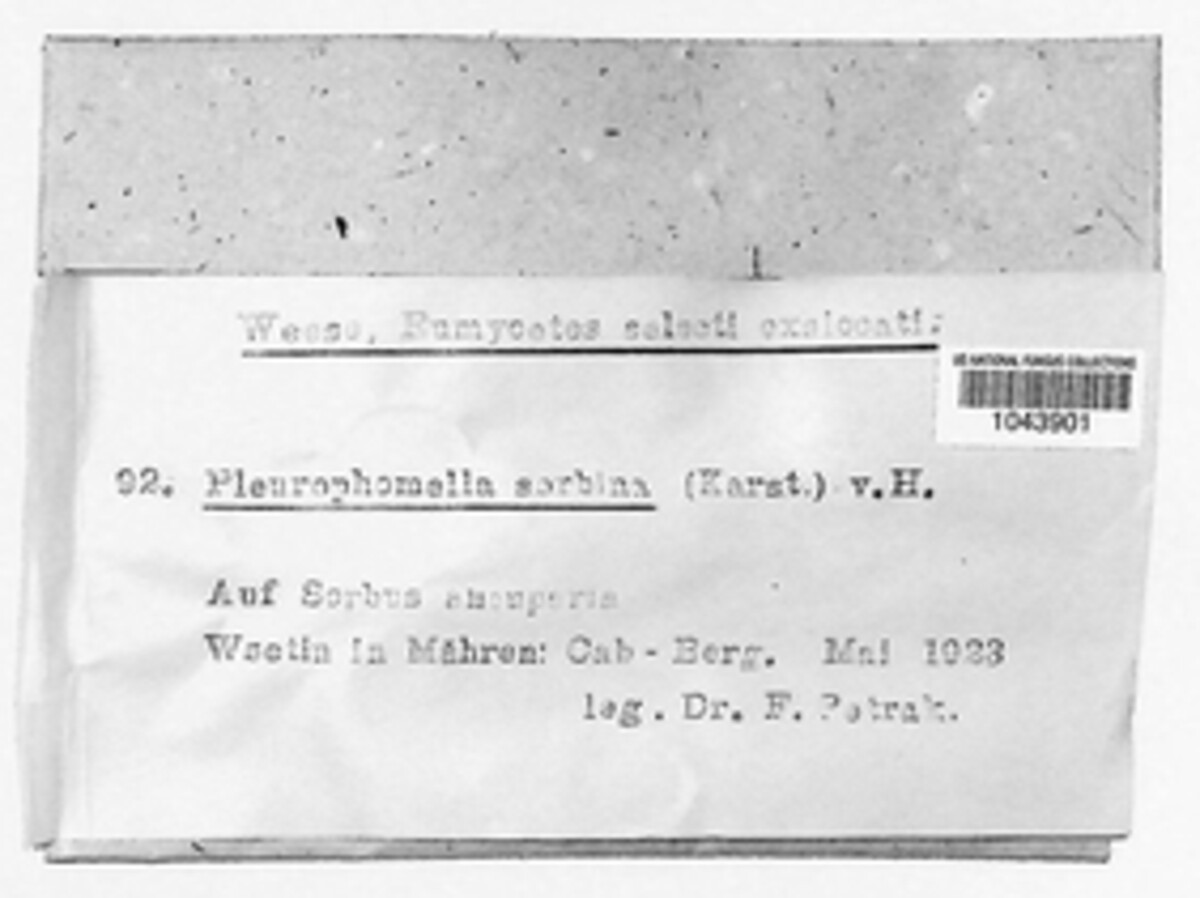 Weese, Eumycetes selecti exsiccati:
US NATIONAL FUNGUS COLLECTIONS
1043901
92. Pleurophomella sorbina (Karst.) v.H.
Auf Sorbus aucuparia
Wsetin in Mähren: Cab-Berg. Mai 1923
leg. Dr. F. Petrak.